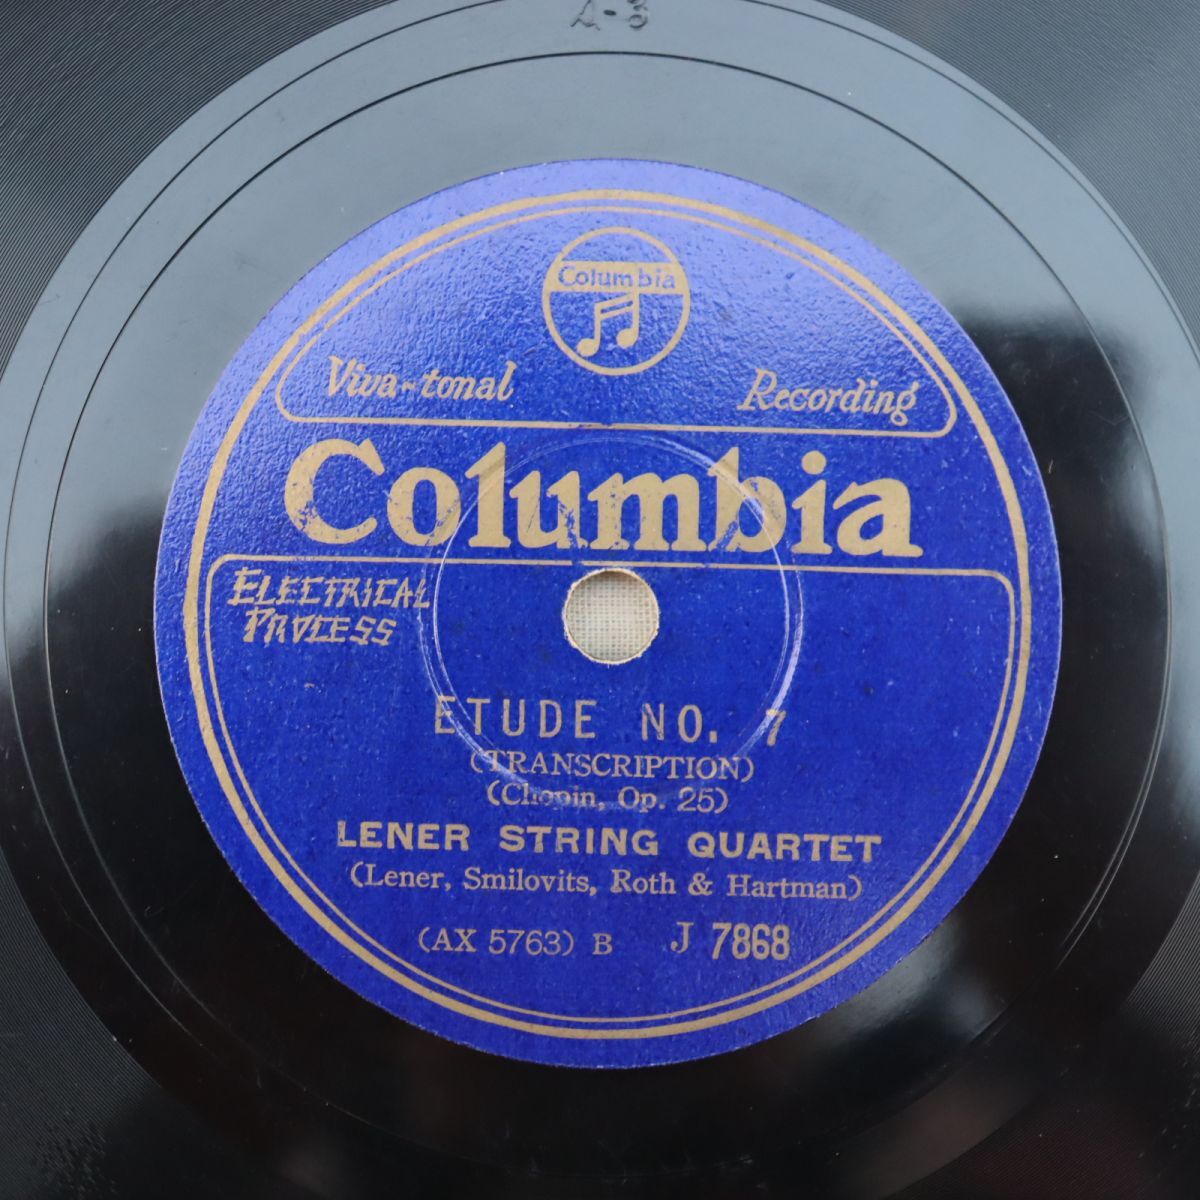 A-3
Columbia
Viva-tonal Recording
Columbia
ELECTRICAL
PROCESS
ETUDE NO. 7
(TRANSCRIPTION)
(Chopin, Op. 25)
LENER STRING QUARTET
(Lener, Smilovits, Roth & Hartman)
(AX 5763) B J 7868